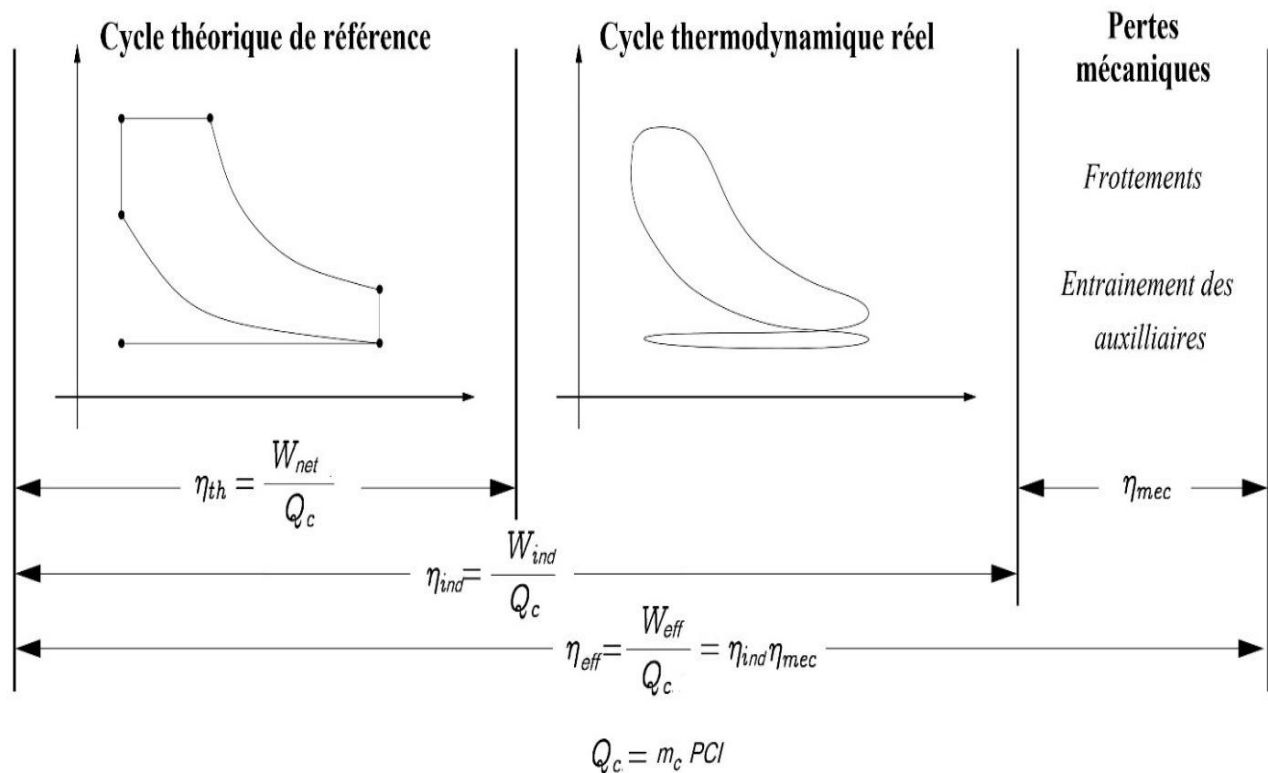 Cycle théorique de référence
Cycle thermodynamique réel
Pertes
mécaniques
Frottements
Entrainement des
auxilliaires
η_th = W_net / Q_c
η_mec
η_ind = W_ind / Q_c
η_eff = W_eff / Q_c = η_ind η_mec
Q_c = m_c PCI